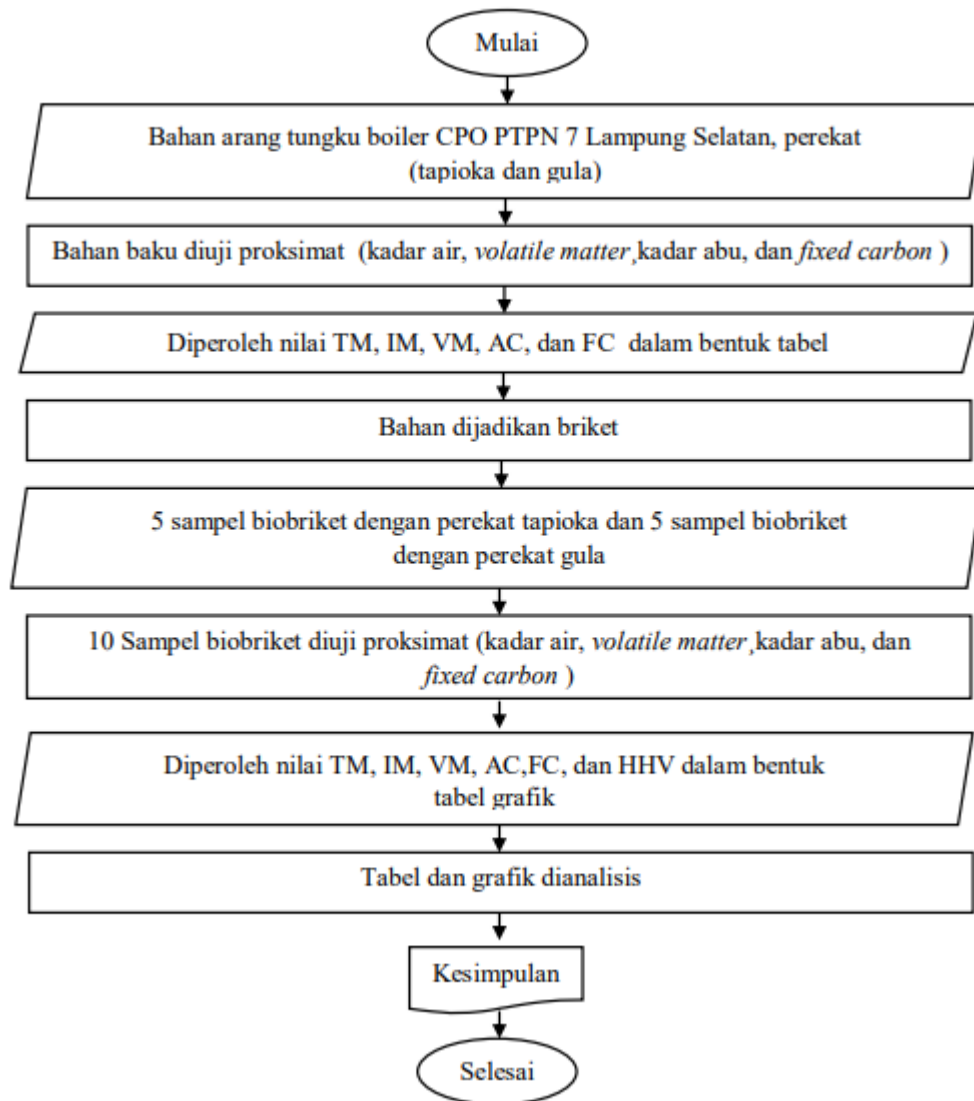 Mulai
Bahan arang tungku boiler CPO PTPN 7 Lampung Selatan, perekat
(tapioka dan gula)
Bahan baku diuji proksimat (kadar air, volatile matter,kadar abu, dan fixed carbon )
Diperoleh nilai TM, IM, VM, AC, dan FC dalam bentuk tabel
Bahan dijadikan briket
5 sampel biobriket dengan perekat tapioka dan 5 sampel biobriket
dengan perekat gula
10 Sampel biobriket diuji proksimat (kadar air, volatile matter,kadar abu, dan
fixed carbon )
Diperoleh nilai TM, IM, VM, AC,FC, dan HHV dalam bentuk
tabel grafik
Tabel dan grafik dianalisis
Kesimpulan
Selesai